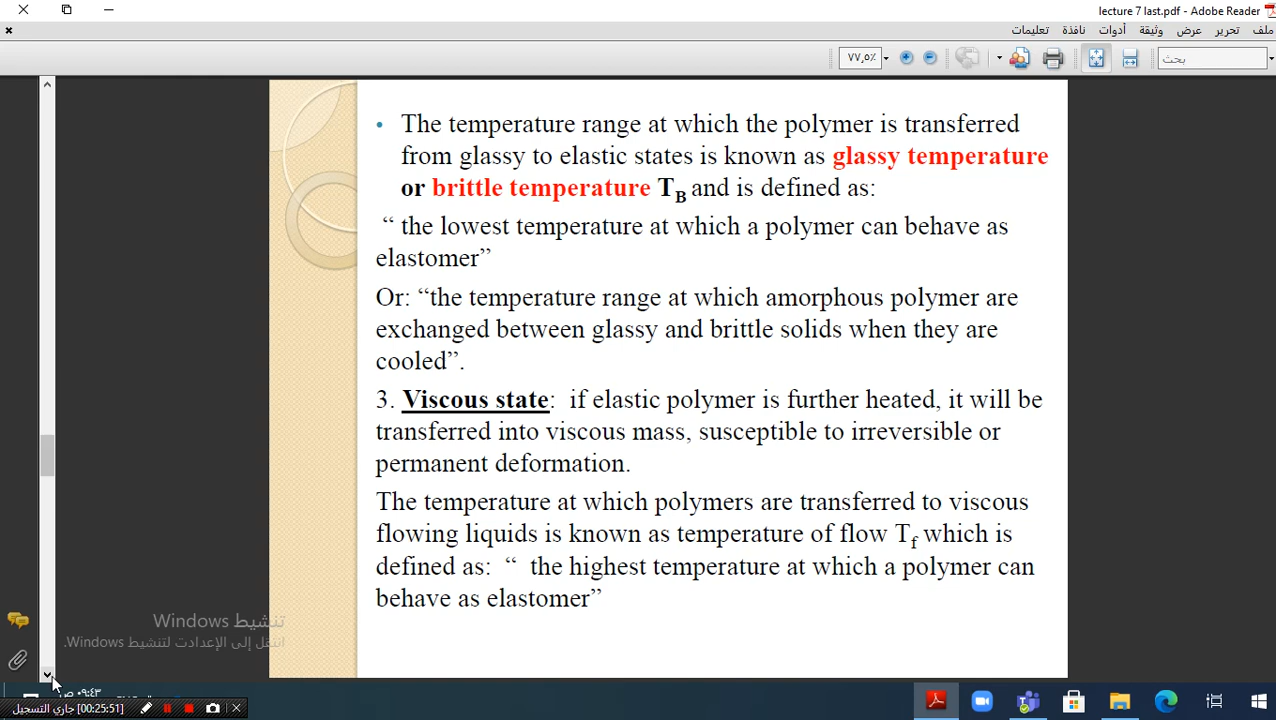 lecture 7 last.pdf - Adobe Reader
ملف تحرير عرض وثيقة أدوات نافذة تعليمات
٧٧,٥٪
بحث
• The temperature range at which the polymer is transferred
from glassy to elastic states is known as glassy temperature
or brittle temperature TB and is defined as:
“ the lowest temperature at which a polymer can behave as
elastomer”
Or: “the temperature range at which amorphous polymer are
exchanged between glassy and brittle solids when they are
cooled”.
3. Viscous state: if elastic polymer is further heated, it will be
transferred into viscous mass, susceptible to irreversible or
permanent deformation.
The temperature at which polymers are transferred to viscous
flowing liquids is known as temperature of flow Tf which is
defined as: “ the highest temperature at which a polymer can
behave as elastomer”
تنشيط Windows
انتقل إلى الإعدادت لتنشيط Windows.
٠٩:٤٣ ص
جاري التسجيل [00:25:51]